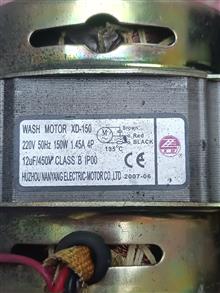 WASH MOTOR XD-150
220V 50Hz 150W 1.45A 4P
12uF/450V CLASS B IP00
HUZHOU NANYANG ELECTRIC-MOTOR CO.,LTD 2007-06
M
Brown
Red
BLACK
135°C
CE